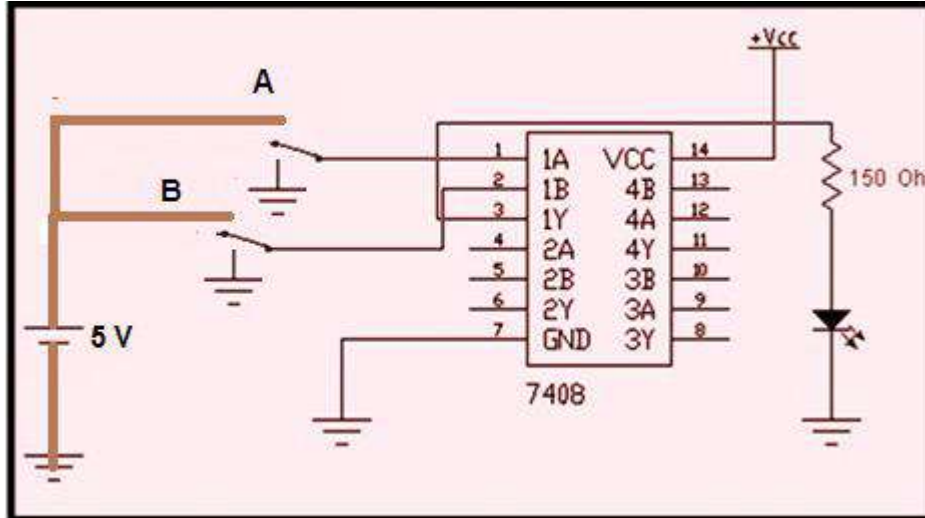 +Vcc
A
1 1A VCC 14
B
2 1B 4B 13
150 Oh
3 1Y 4A 12
4 2A 4Y 11
5 2B 3B 10
6 2Y 3A 9
5 V
7 GND 3Y 8
7408